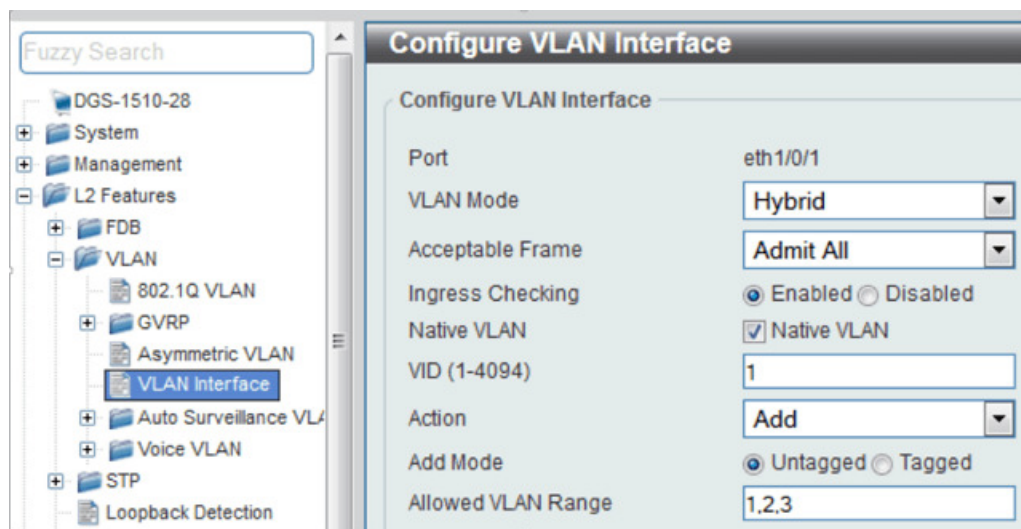 Fuzzy Search
DGS-1510-28
System
Management
L2 Features
FDB
VLAN
802.1Q VLAN
GVRP
Asymmetric VLAN
VLAN Interface
Auto Surveillance VLA
Voice VLAN
STP
Loopback Detection
Configure VLAN Interface
Configure VLAN Interface
Port eth1/0/1
VLAN Mode Hybrid
Acceptable Frame Admit All
Ingress Checking Enabled Disabled
Native VLAN Native VLAN
VID (1-4094) 1
Action Add
Add Mode Untagged Tagged
Allowed VLAN Range 1,2,3